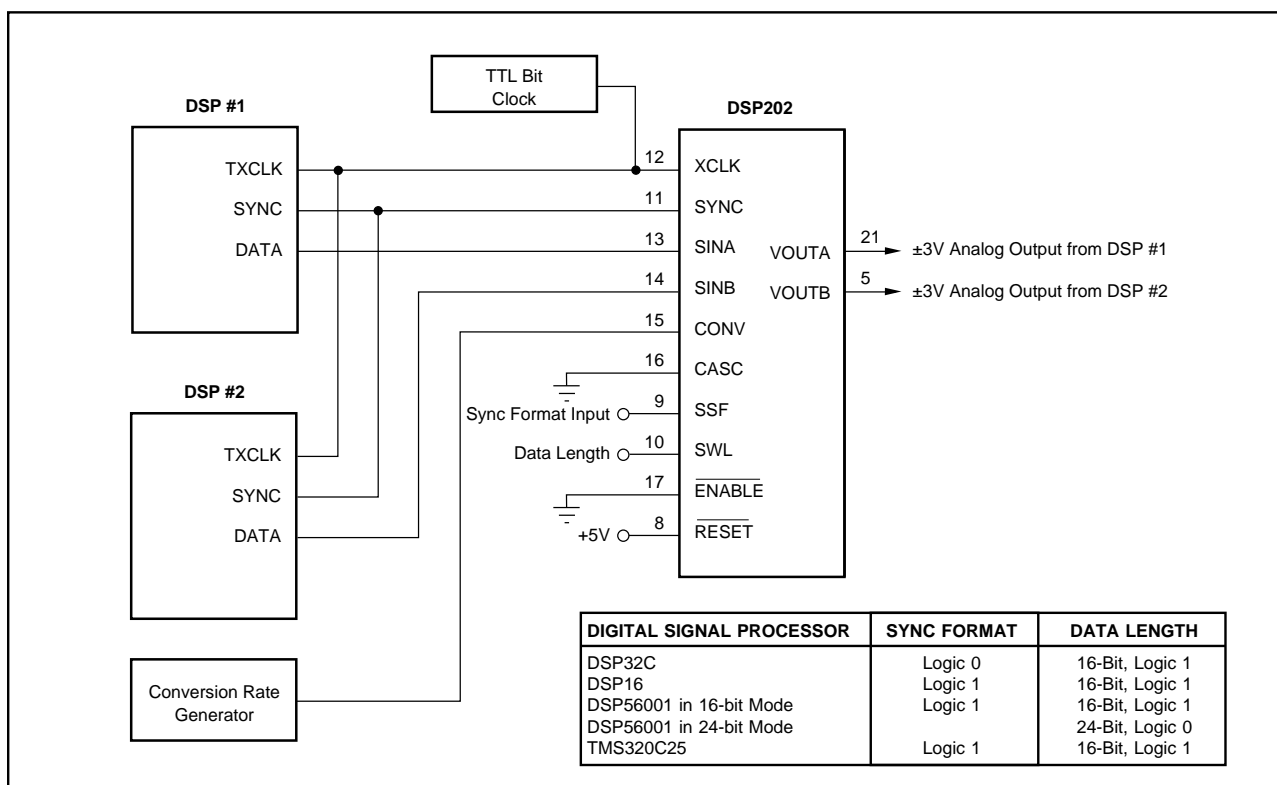 TTL Bit
Clock
DSP #1
DSP202
TXCLK
SYNC
DATA
12
11
13
14
15
16
9
10
17
8
XCLK
SYNC
SINA
SINB
CONV
CASC
SSF
SWL
ENABLE
RESET
VOUTA
VOUTB
21
5
±3V Analog Output from DSP #1
±3V Analog Output from DSP #2
DSP #2
TXCLK
SYNC
DATA
Sync Format Input
Data Length
+5V
Conversion Rate
Generator
DIGITAL SIGNAL PROCESSOR SYNC FORMAT DATA LENGTH
DSP32C Logic 0 16-Bit, Logic 1
DSP16 Logic 1 16-Bit, Logic 1
DSP56001 in 16-bit Mode Logic 1 16-Bit, Logic 1
DSP56001 in 24-bit Mode 24-Bit, Logic 0
TMS320C25 Logic 1 16-Bit, Logic 1